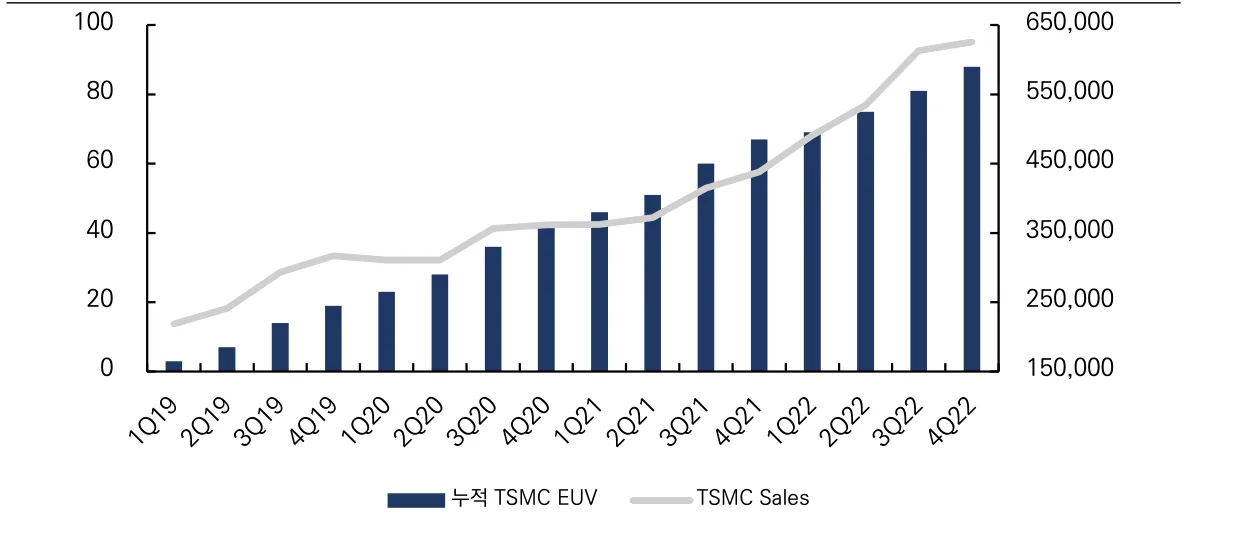 100
80
60
40
20
0
650,000
550,000
450,000
350,000
250,000
150,000
1Q19
2Q19
3Q19
4Q19
1Q20
2Q20
3Q20
4Q20
1Q21
2Q21
3Q21
4Q21
1Q22
2Q22
3Q22
4Q22
누적 TSMC EUV
TSMC Sales